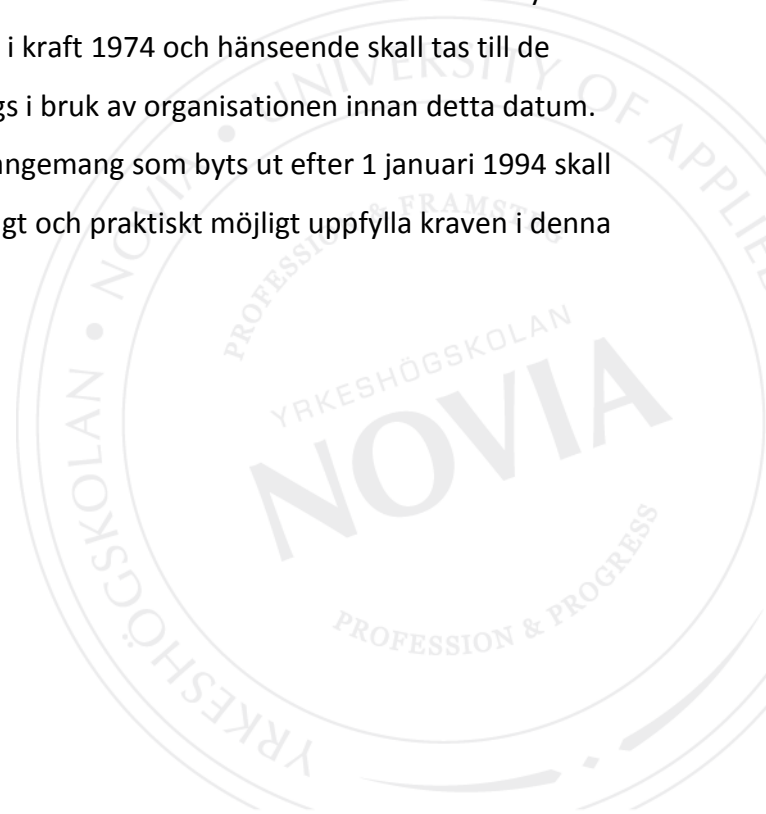 i kraft 1974 och hänseende skall tas till de
gs i bruk av organisationen innan detta datum.
angemang som byts ut efter 1 januari 1994 skall
gt och praktiskt möjligt uppfylla kraven i denna
YRKESHÖGSKOLAN • NOVIA • UNIVERSITY OF APPLIE
PROFESSION & FRAMSTEG
YRKESHÖGSKOLAN
NOVIA
PROFESSION & PROGRESS